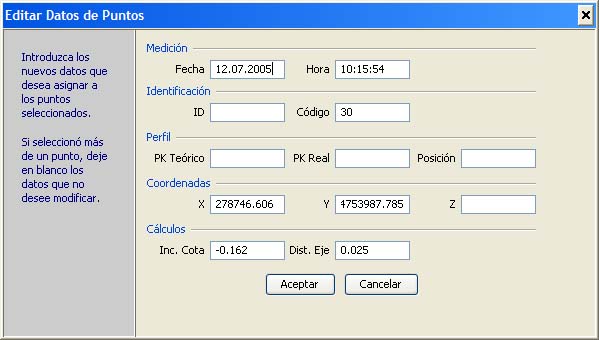 Editar Datos de Puntos
Introduzca los
nuevos datos que
desea asignar a
los puntos
seleccionados.
Si seleccionó más
de un punto, deje
en blanco los
datos que no
desee modificar.
Medición
Fecha 12.07.2005 Hora 10:15:54
Identificación
ID Código 30
Perfil
PK Teórico PK Real Posición
Coordenadas
X 278746.606 Y 4753987.785 Z
Cálculos
Inc. Cota -0.162 Dist. Eje 0.025
Aceptar Cancelar